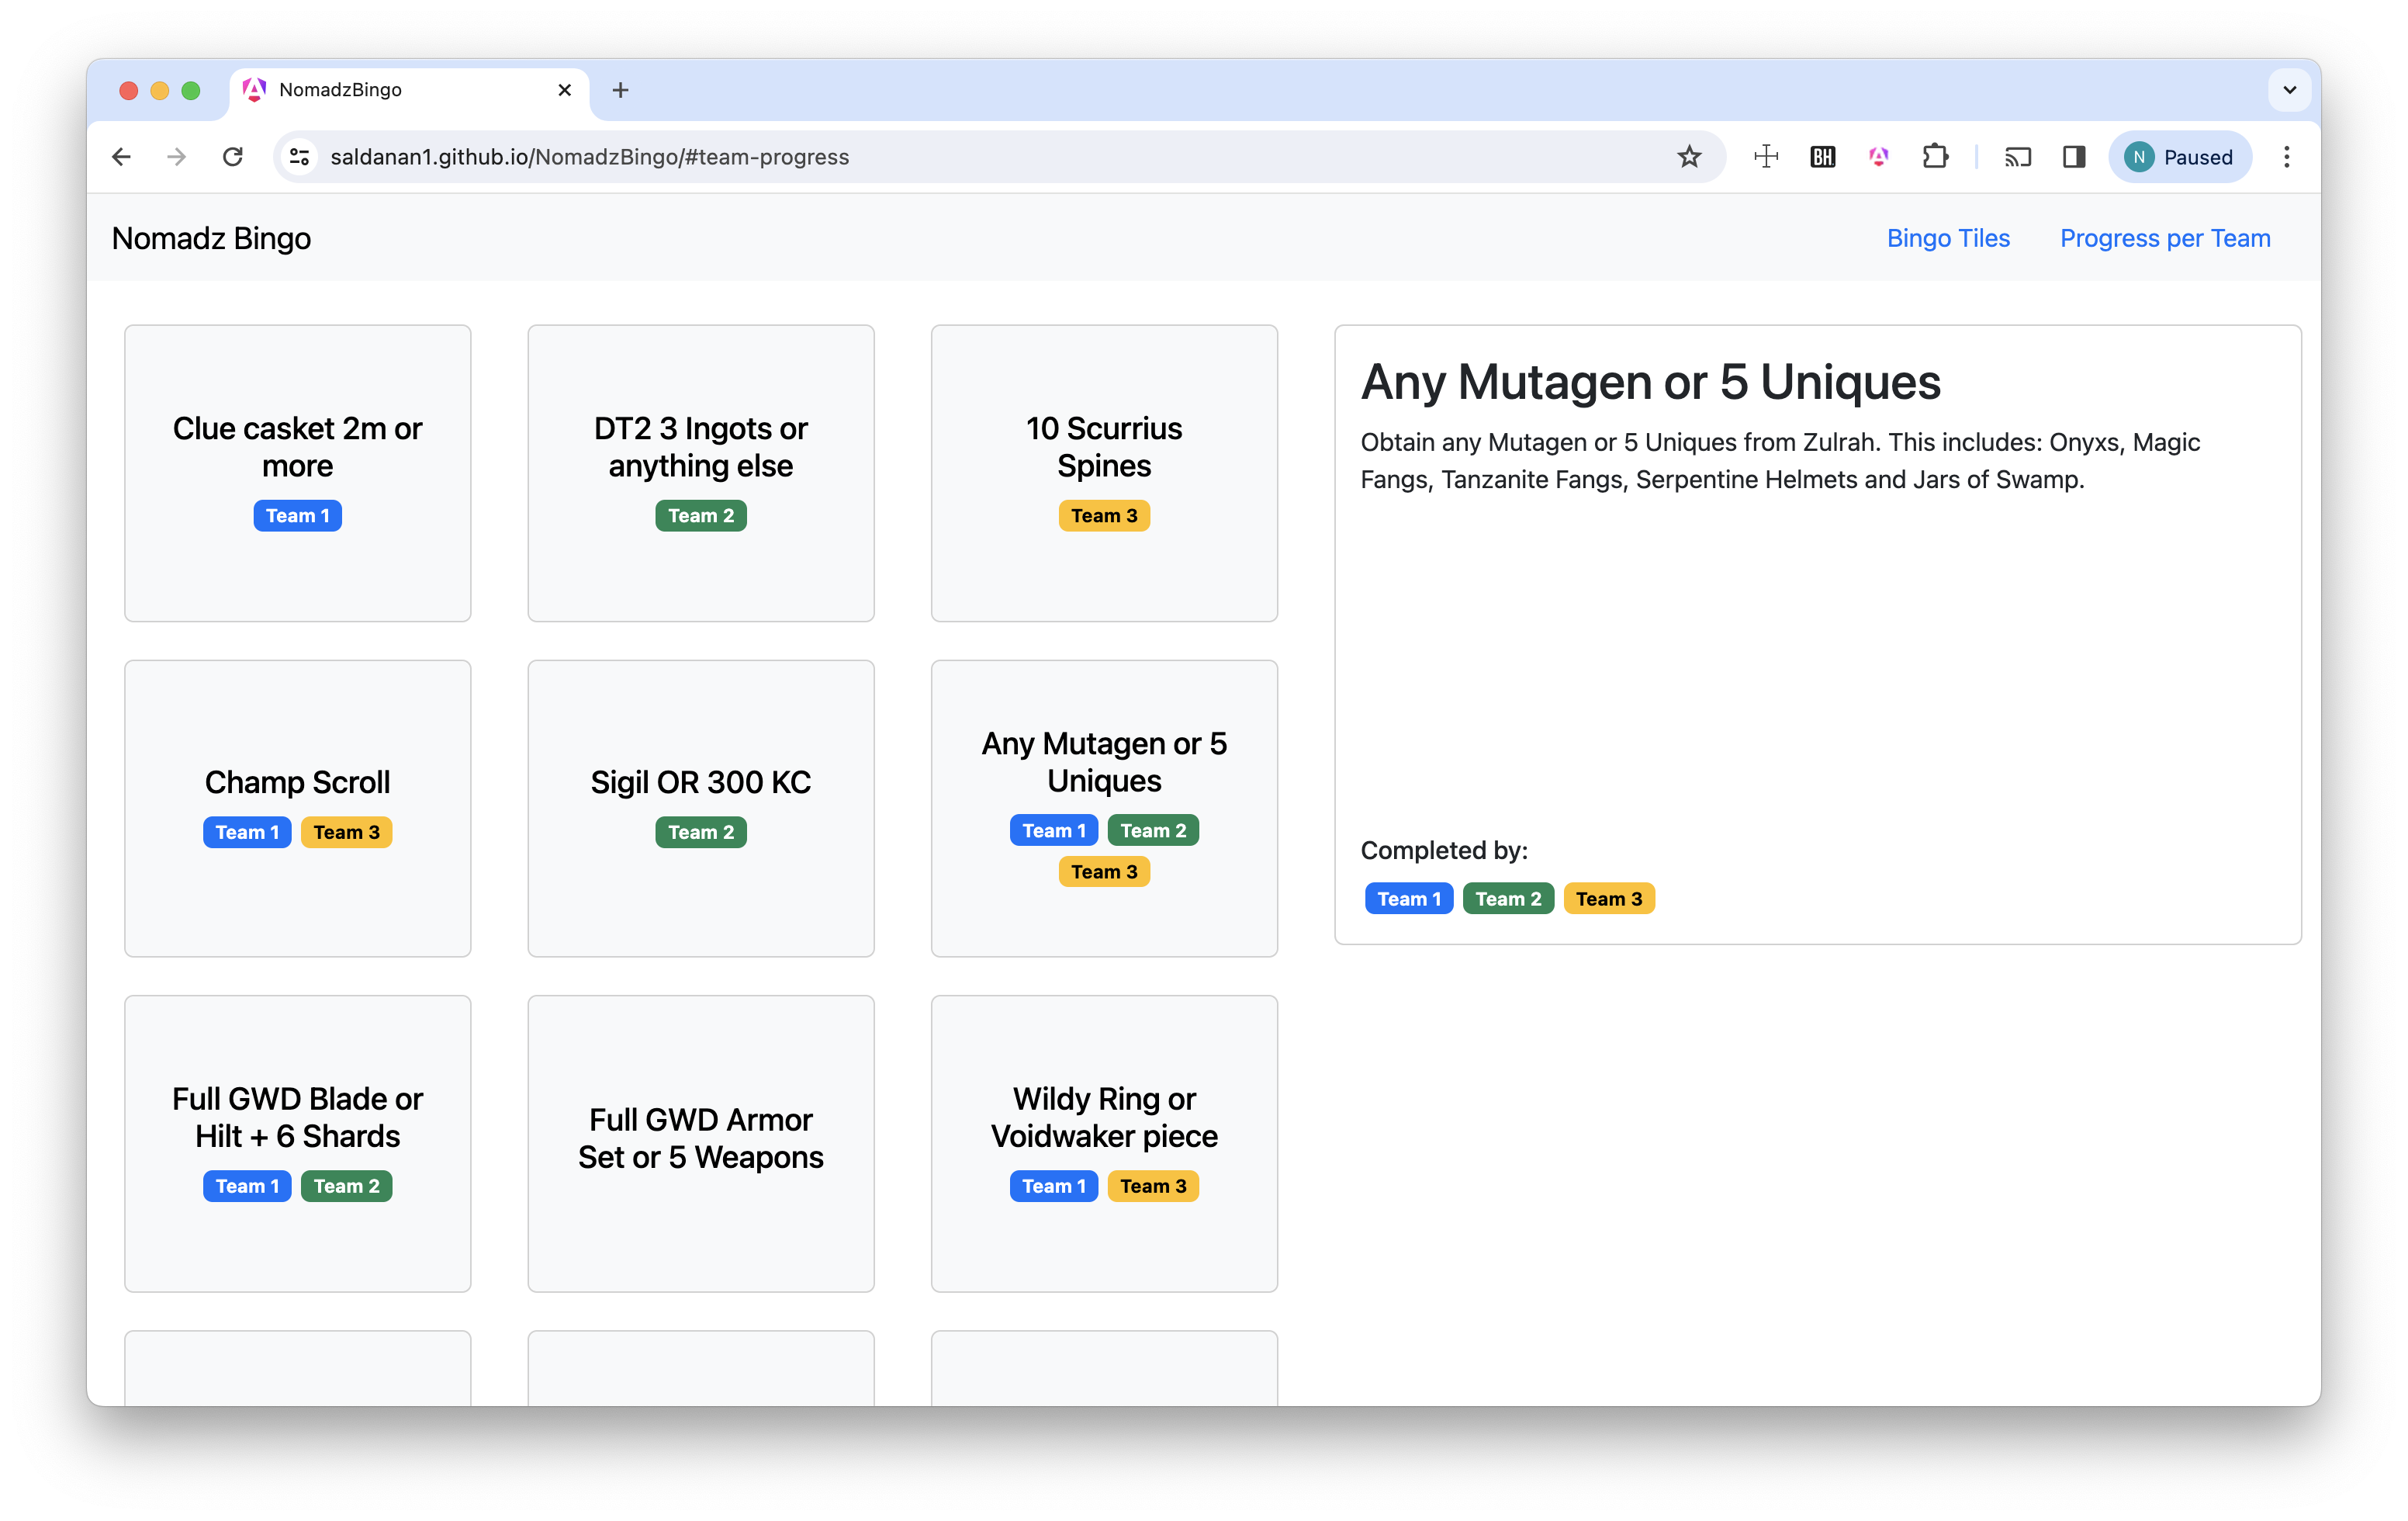 NomadzBingo
saldanan1.github.io/NomadzBingo/#team-progress
BH
N Paused
Nomadz Bingo
Bingo Tiles
Progress per Team
Clue casket 2m or
more
Team 1
DT2 3 Ingots or
anything else
Team 2
10 Scurrius
Spines
Team 3
Champ Scroll
Team 1 Team 3
Sigil OR 300 KC
Team 2
Any Mutagen or 5
Uniques
Team 1 Team 2
Team 3
Full GWD Blade or
Hilt + 6 Shards
Team 1 Team 2
Full GWD Armor
Set or 5 Weapons
Wildy Ring or
Voidwaker piece
Team 1 Team 3
Any Mutagen or 5 Uniques
Obtain any Mutagen or 5 Uniques from Zulrah. This includes: Onyxs, Magic
Fangs, Tanzanite Fangs, Serpentine Helmets and Jars of Swamp.
Completed by:
Team 1 Team 2 Team 3